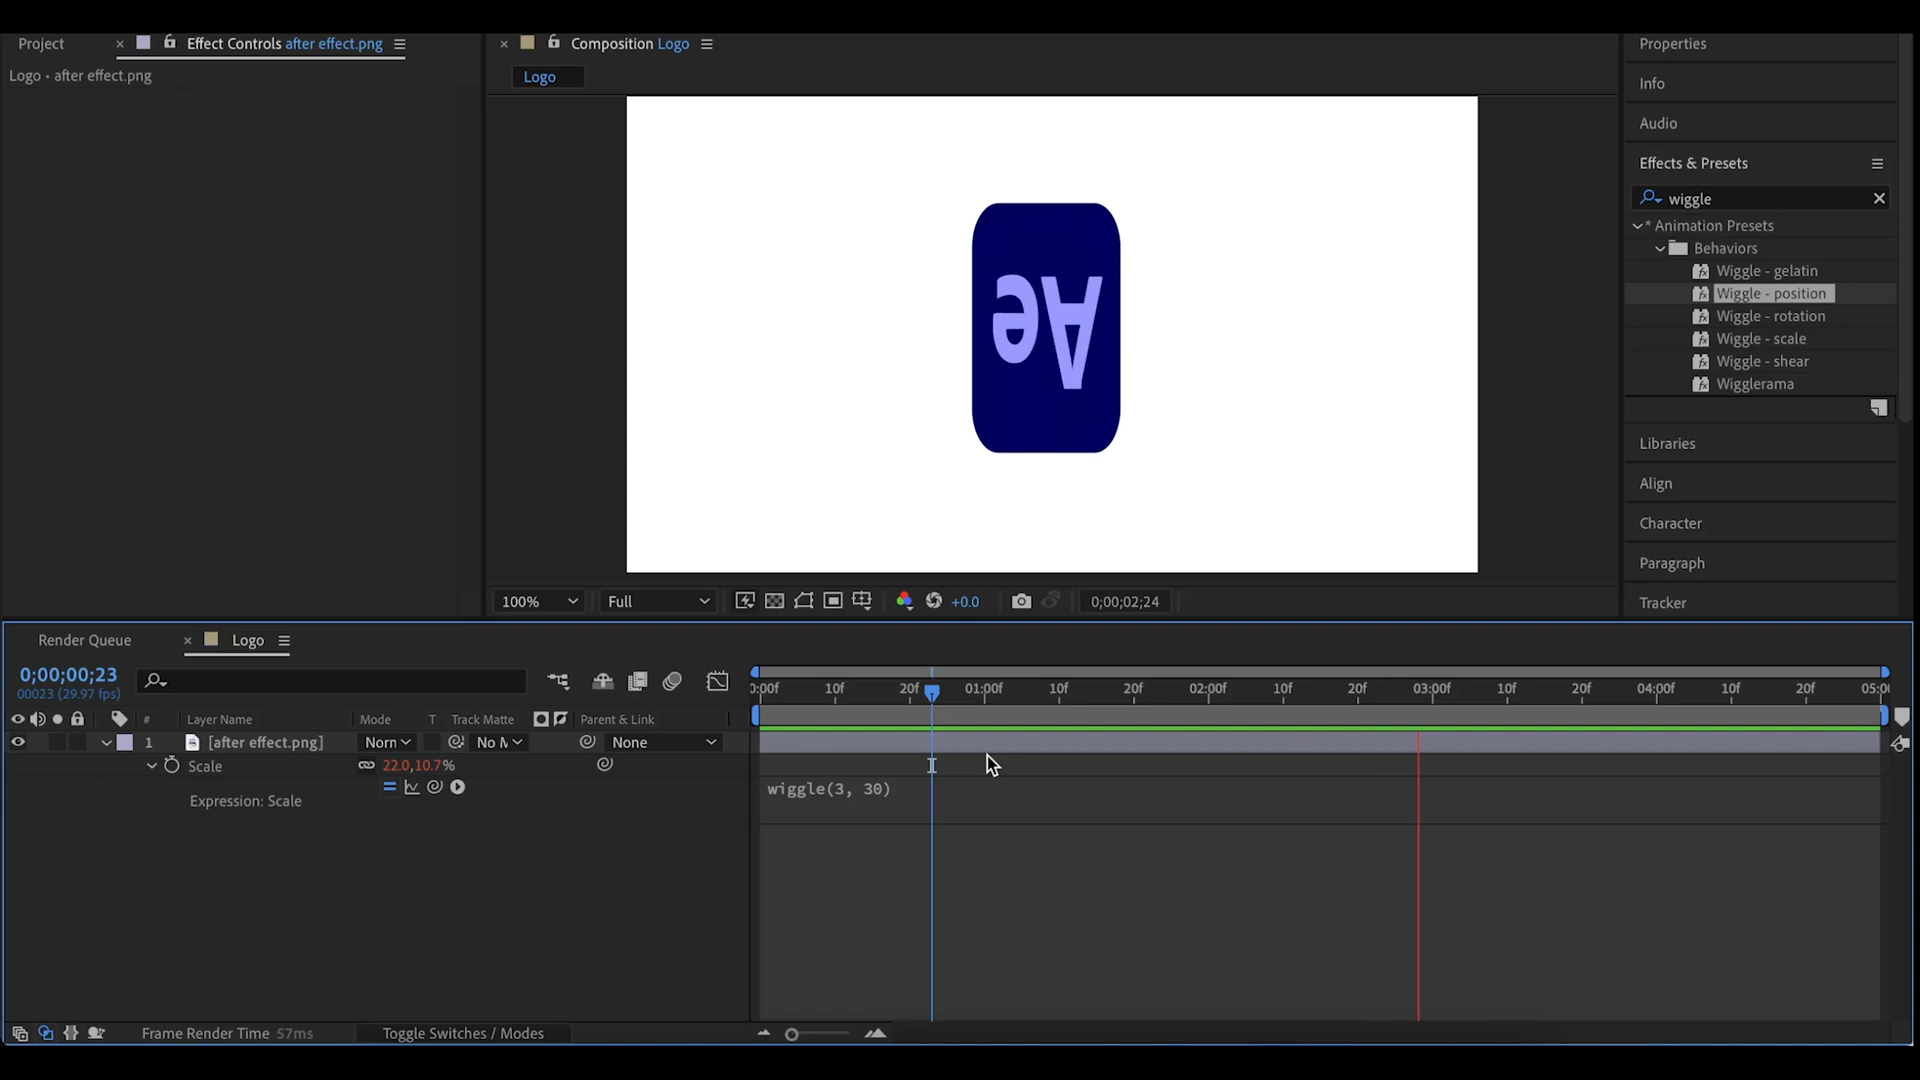 Project
Effect Controls after effect.png
Logo • after effect.png
Composition Logo
Logo
Ae
100%
Full
+0.0
0;00;02;24
Properties
Info
Audio
Effects & Presets
wiggle
* Animation Presets
Behaviors
Wiggle - gelatin
Wiggle - position
Wiggle - rotation
Wiggle - scale
Wiggle - shear
Wigglerama
Libraries
Align
Character
Paragraph
Tracker
Render Queue
Logo
0;00;00;23
00023 (29.97 fps)
0:00f 10f 20f 01:00f 10f 20f 02:00f 10f 20f 03:00f 10f 20f 04:00f 10f 20f 05:00
# Layer Name Mode T Track Matte Parent & Link
1 [after effect.png] Norn No M None
Scale 22.0,10.7%
Expression: Scale
wiggle(3, 30)
Frame Render Time 57ms
Toggle Switches / Modes